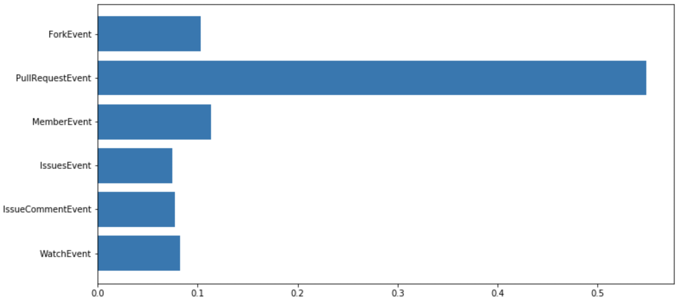 ForkEvent
PullRequestEvent
MemberEvent
IssuesEvent
IssueCommentEvent
WatchEvent
0.0 0.1 0.2 0.3 0.4 0.5